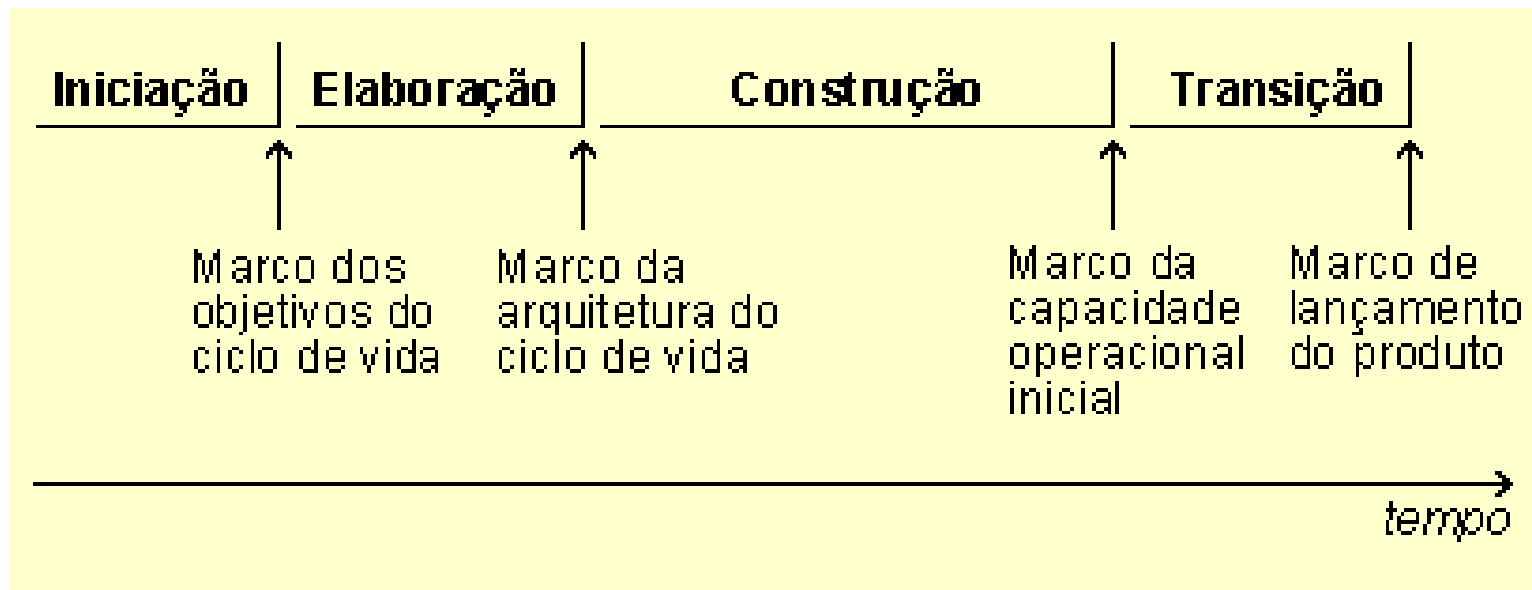 Iniciação Elaboração Construção Transição
Marco dos
objetivos do
ciclo de vida
Marco da
arquitetura do
ciclo de vida
Marco da
capacidade
operacional
inicial
Marco de
lançamento
do produto
tempo